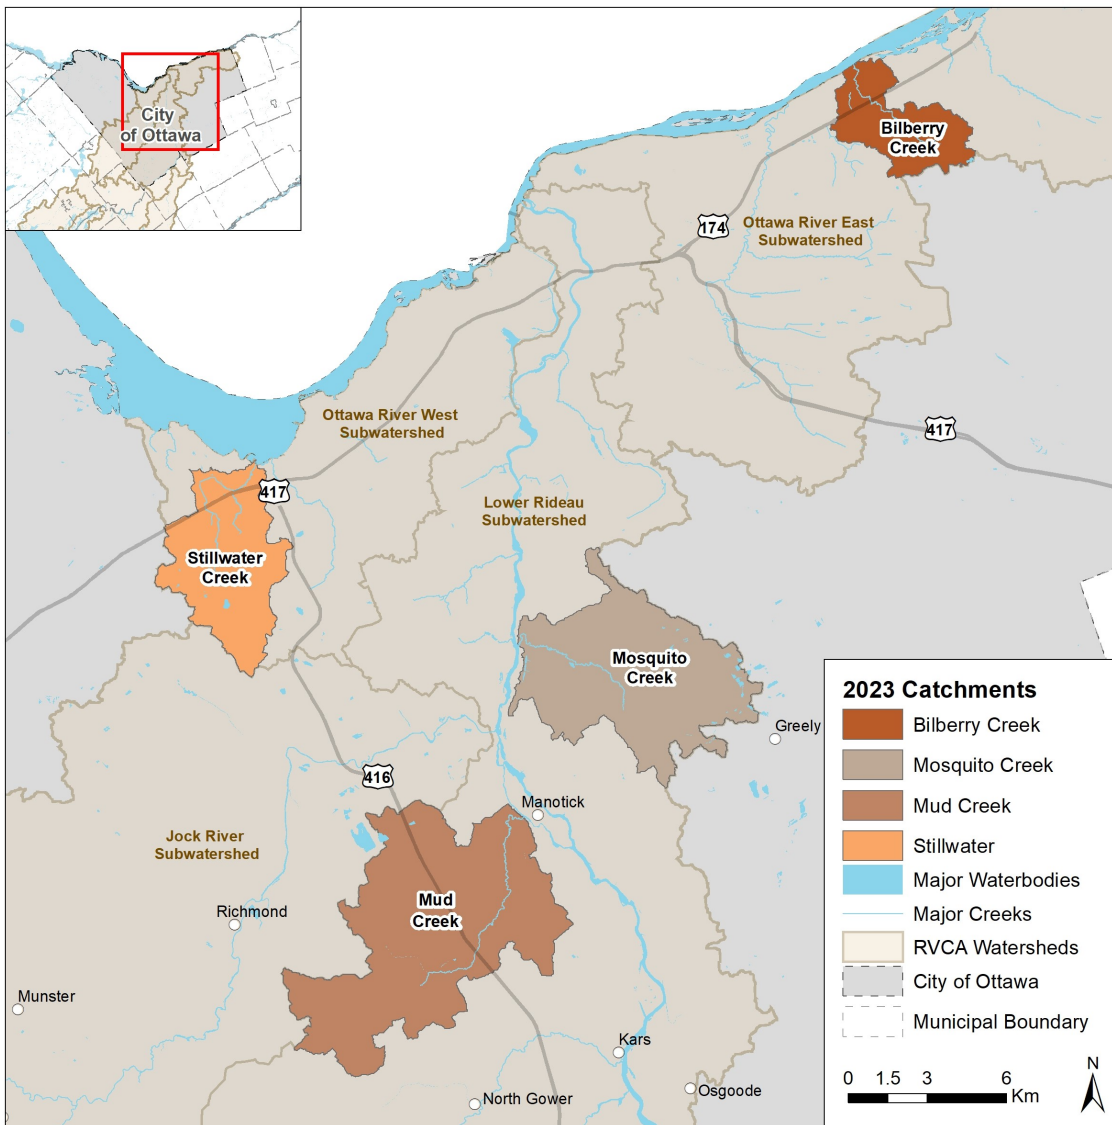 City
of Ottawa
Bilberry
Creek
174
Ottawa River East
Subwatershed
Ottawa River West
Subwatershed
417
417
Lower Rideau
Subwatershed
Stillwater
Creek
Mosquito
Creek
Greely
416
Manotick
Jock River
Subwatershed
Mud
Creek
Richmond
Munster
Kars
Osgoode
North Gower
2023 Catchments
Bilberry Creek
Mosquito Creek
Mud Creek
Stillwater
Major Waterbodies
Major Creeks
RVCA Watersheds
City of Ottawa
Municipal Boundary
0 1.5 3 6
Km
N